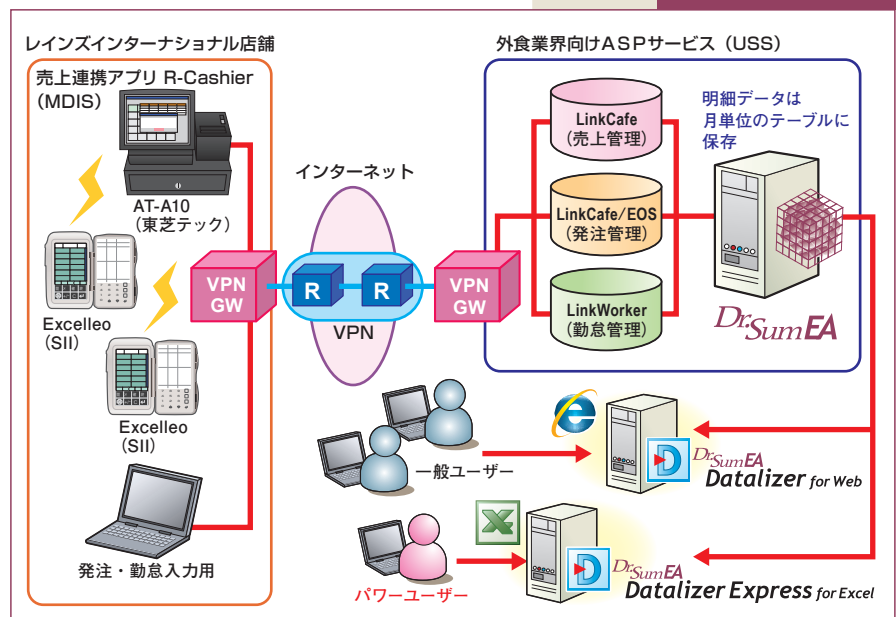 レインズインターナショナル店舗
売上連携アプリ R-Cashier
（MDIS）
AT-A10
（東芝テック）
Excelleo
（SII）
Excelleo
（SII）
発注・勤怠入力用
VPN
GW
インターネット
R
R
VPN
VPN
GW
外食業界向けASPサービス（USS）
LinkCafe
（売上管理）
LinkCafe/EOS
（発注管理）
LinkWorker
（勤怠管理）
明細データは
月単位のテーブルに
保存
Dr.Sum EA
一般ユーザー
Dr.Sum EA
Datalizer for Web
パワーユーザー
Dr.Sum EA
Datalizer Express for Excel